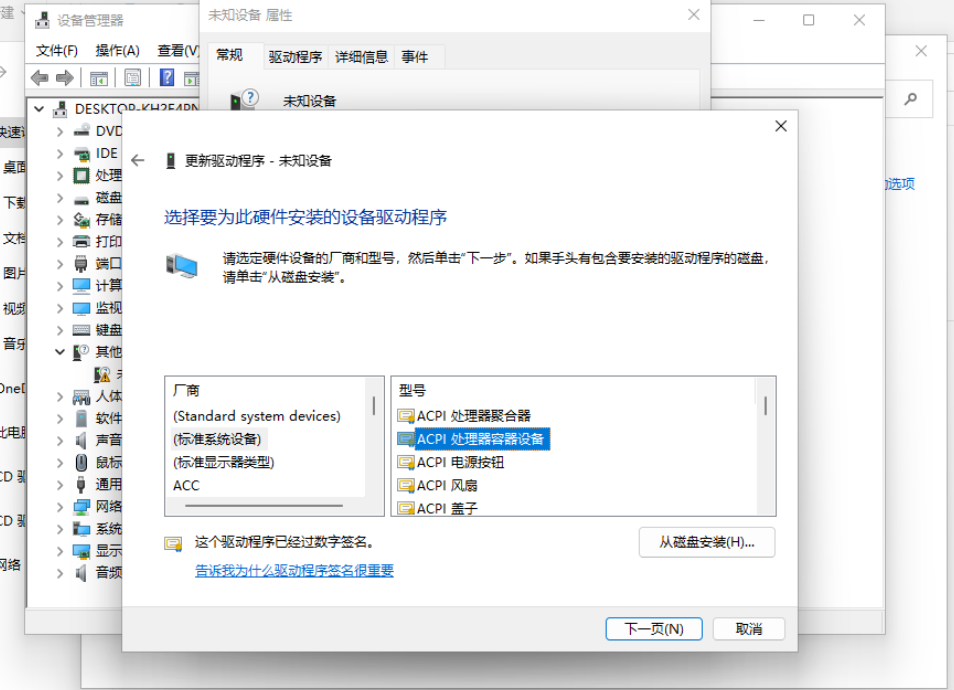 设备管理器
文件(F) 操作(A) 查看(V)
未知设备 属性
常规 驱动程序 详细信息 事件
未知设备
DESKTOP-KH2E4PN
DVD
IDE
处理
磁盘
存储
打印
端口
计算
监视
键盘
其他
人体
软件
声音
鼠标
通用
网络
系统
显示
音频
桌面
下载
文档
图片
视频
音乐
网络
更新驱动程序 - 未知设备
选择要为此硬件安装的设备驱动程序
请选定硬件设备的厂商和型号，然后单击“下一步”。如果手头有包含要安装的驱动程序的磁盘，
请单击“从磁盘安装”。
厂商
(Standard system devices)
(标准系统设备)
(标准显示器类型)
ACC
型号
ACPI 处理器聚合器
ACPI 处理器容器设备
ACPI 电源按钮
ACPI 风扇
ACPI 盖子
这个驱动程序已经过数字签名。
告诉我为什么驱动程序签名很重要
从磁盘安装(H)...
下一页(N) 取消
选项